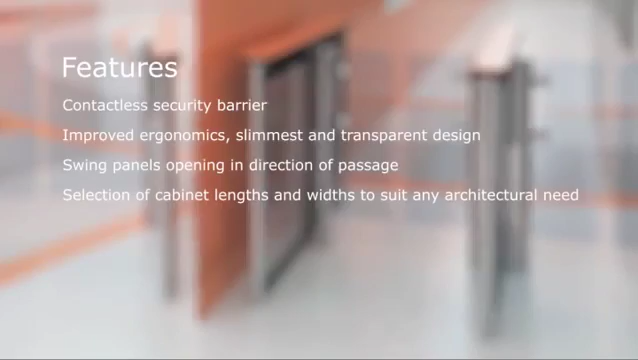 Features
Contactless security barrier
Improved ergonomics, slimmest and transparent design
Swing panels opening in direction of passage
Selection of cabinet lengths and widths to suit any architectural need